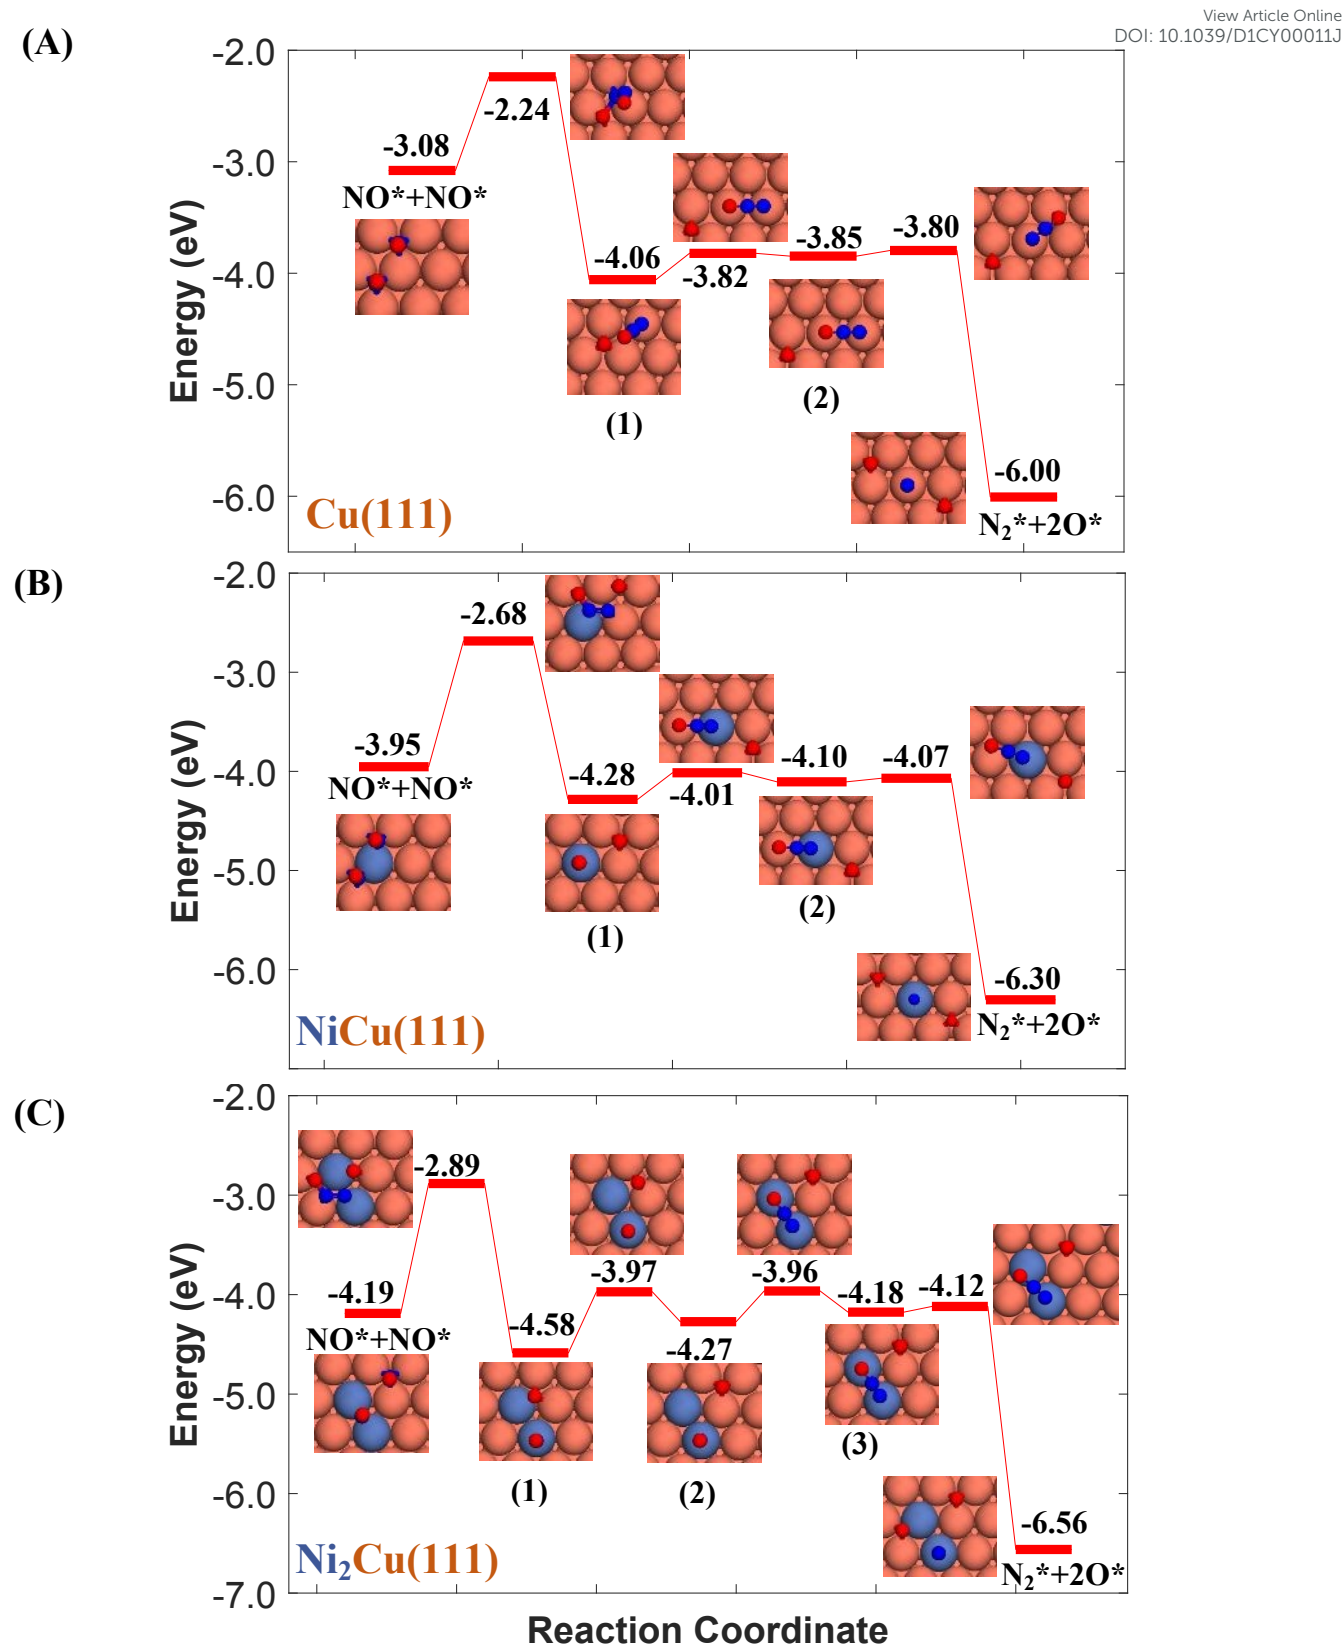 View Article Online
DOI: 10.1039/D1CY00011J
(A)
Energy (eV)
-2.0
-3.0
-4.0
-5.0
-6.0
-3.08
NO*+NO*
-2.24
-4.06
(1)
-3.82
-3.85
(2)
-3.80
-6.00
N₂*+2O*
Cu(111)
(B)
Energy (eV)
-2.0
-3.0
-4.0
-5.0
-6.0
-3.95
NO*+NO*
-2.68
-4.28
(1)
-4.01
-4.10
(2)
-4.07
-6.30
N₂*+2O*
NiCu(111)
(C)
Energy (eV)
-2.0
-3.0
-4.0
-5.0
-6.0
-7.0
-4.19
NO*+NO*
-2.89
-4.58
(1)
-3.97
-4.27
(2)
-3.96
-4.18
(3)
-4.12
-6.56
N₂*+2O*
Ni₂Cu(111)
Reaction Coordinate